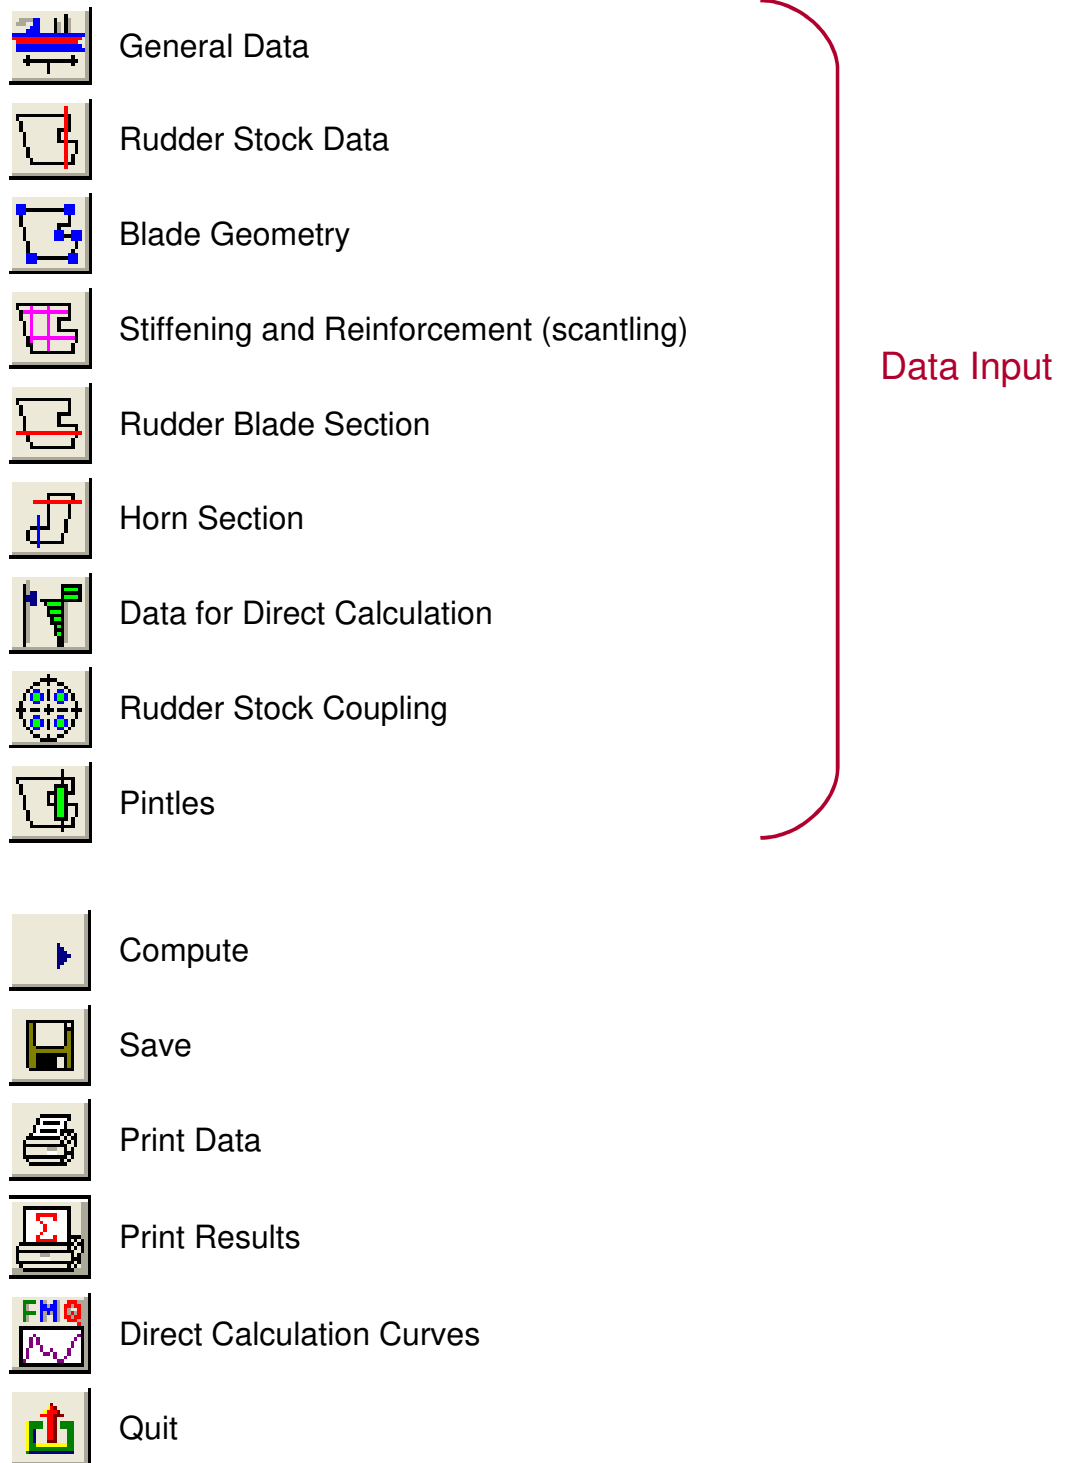 General Data
Rudder Stock Data
Blade Geometry
Stiffening and Reinforcement (scantling)
Data Input
Rudder Blade Section
Horn Section
Data for Direct Calculation
Rudder Stock Coupling
Pintles
Compute
Save
Print Data
Σ
Print Results
FMQ
Direct Calculation Curves
Quit